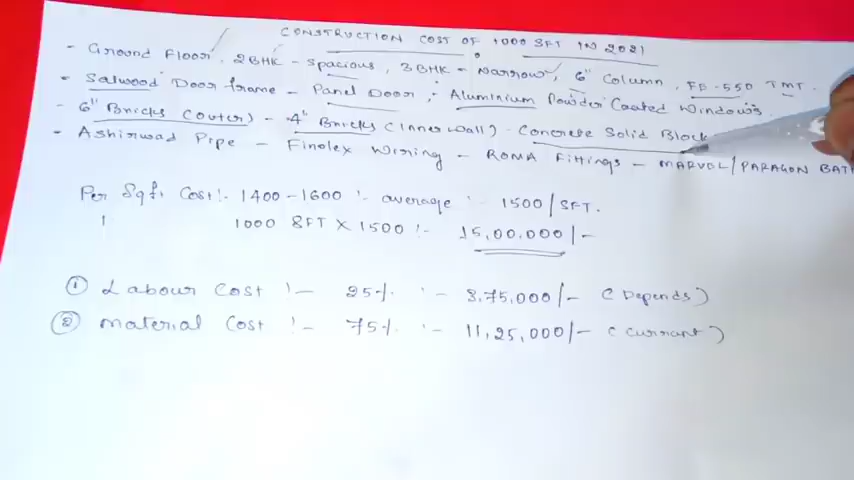 CONSTRUCTION COST OF 1000 SFT IN 2021
- Ground Floor, 2BHK - Spacious, 3BHK - Narrow, 6" Column, FE-550 TMT.
- Salwood Door frame - Panel Door, - Aluminium Powder Coated Windows.
- 6" Bricks (outer) - 4" Bricks (inner wall) - Concrete Solid Block
- Ashirwad Pipe - Finolex Wiring - ROMA Fittings - MARVEL/PARAGON BATH
Per Sqft Cost :- 1400-1600 :- average :- 1500/SFT.
1000 SFT X 1500 :- 15,00,000/-
① Labour Cost :- 25% :- 3,75,000/- (Depends)
② Material Cost :- 75% :- 11,25,000/- (Currant)